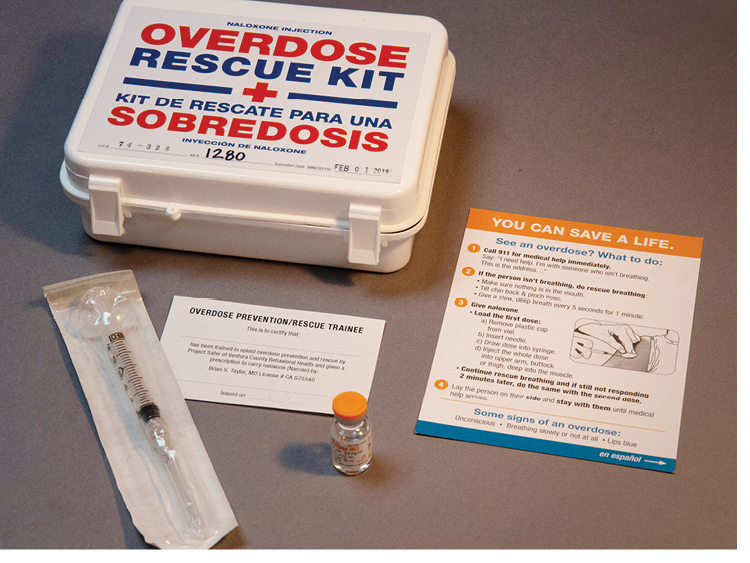 NALOXONE INJECTION
OVERDOSE
RESCUE KIT
KIT DE RESCATE PARA UNA
SOBREDOSIS
INYECCIÓN DE NALOXONE
Lot # 74-328 Kit # 1280 Expiration Date FEB 01 2019
YOU CAN SAVE A LIFE.
See an overdose? What to do:
1 Call 911 for medical help immediately.
Say: "I need help. I'm with someone who isn't breathing.
This is the address…"
2 If the person isn't breathing, do rescue breathing:
• Make sure nothing is in the mouth.
• Tilt chin back & pinch nose.
• Give a slow, deep breath every 5 seconds for 1 minute.
3 Give naloxone
• Load the first dose:
a) Remove plastic cap
from vial.
b) Insert needle.
c) Draw dose into syringe.
d) Inject the whole dose
into upper arm, buttock
or thigh, deep into the muscle.
• Continue rescue breathing and if still not responding
2 minutes later, do the same with the second dose.
4 Lay the person on their side and stay with them until medical
help arrives.
Some signs of an overdose:
Unconscious • Breathing slowly or not at all • Lips blue
en español
OVERDOSE PREVENTION/RESCUE TRAINEE
This is to certify that:
has been trained in opioid overdose prevention and rescue by
Project Safer of Ventura County Behavioral Health and given a
prescription to carry naloxone (Narcan) by:
Brian S. Taylor, MD License # CA G75540
Issued on